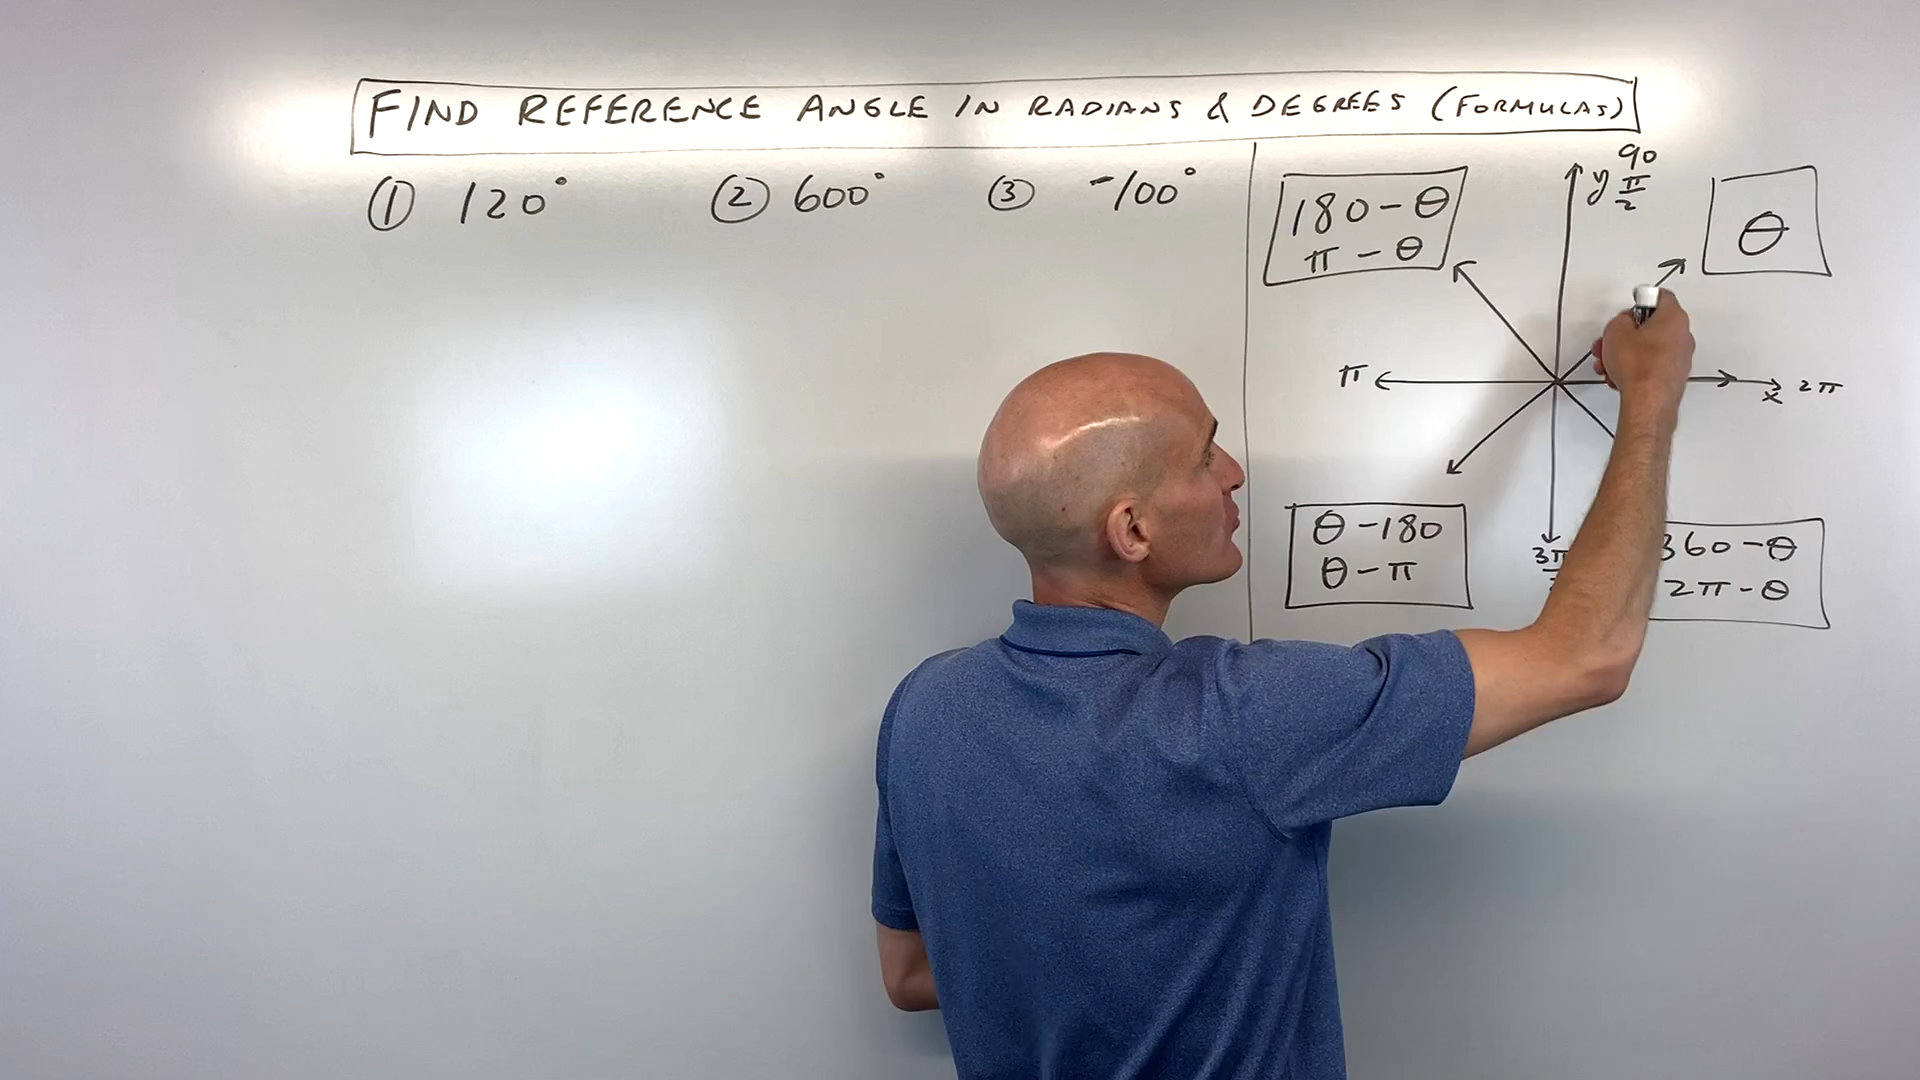 FIND REFERENCE ANGLE IN RADIANS & DEGREES (FORMULAS)
① 120°
② 600°
③ -100°
180-θ
π-θ
y
90
π/2
θ
π
x
2π
θ-180
θ-π
3π
360-θ
2π-θ